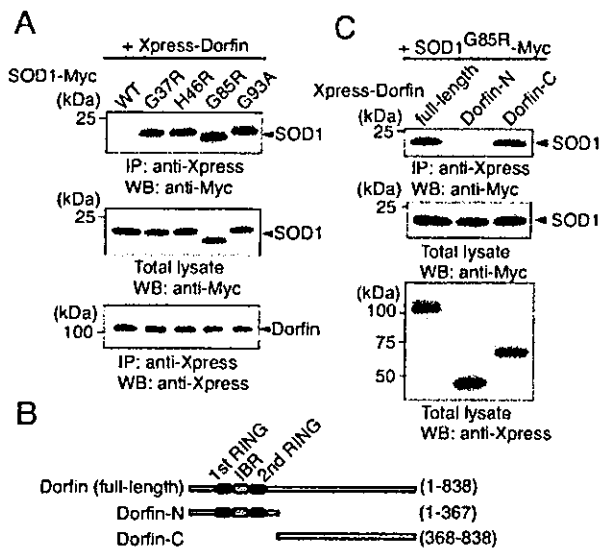 A
+ Xpress-Dorfin
SOD1-Myc
WT G37R H46R G85R G93A
(kDa)
25
SOD1
IP: anti-Xpress
WB: anti-Myc
25
SOD1
Total lysate
WB: anti-Myc
(kDa)
100
Dorfin
IP: anti-Xpress
WB: anti-Xpress
C
+ SOD1G85R-Myc
Xpress-Dorfin
full-length Dorfin-N Dorfin-C
(kDa)
25
SOD1
IP: anti-Xpress
WB: anti-Myc
25
SOD1
Total lysate
WB: anti-Myc
(kDa)
100
75
50
Total lysate
WB: anti-Xpress
B
1st RING IBR 2nd RING
Dorfin (full-length) (1-838)
Dorfin-N (1-367)
Dorfin-C (368-838)